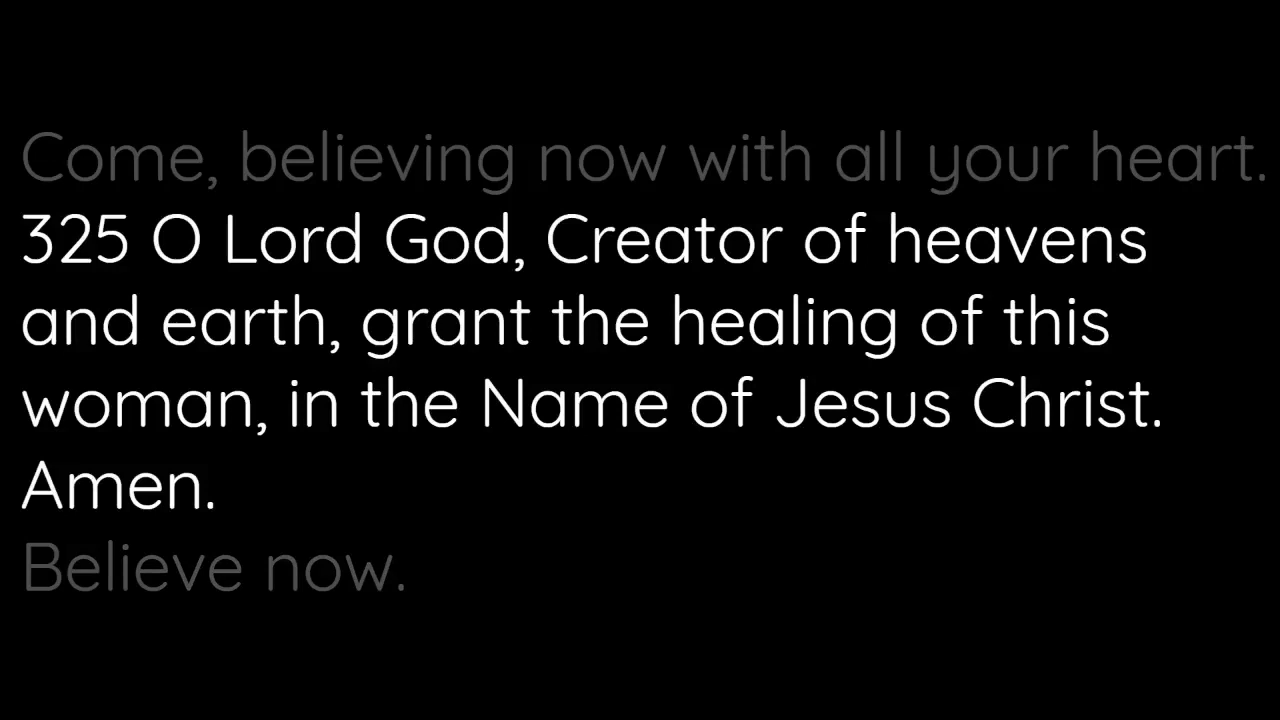 Come, believing now with all your heart.
325 O Lord God, Creator of heavens
and earth, grant the healing of this
woman, in the Name of Jesus Christ.
Amen.
Believe now.